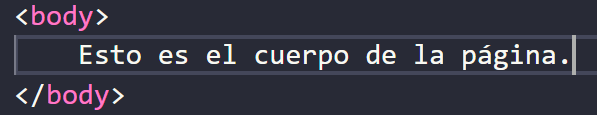 <body>
Esto es el cuerpo de la página.
</body>